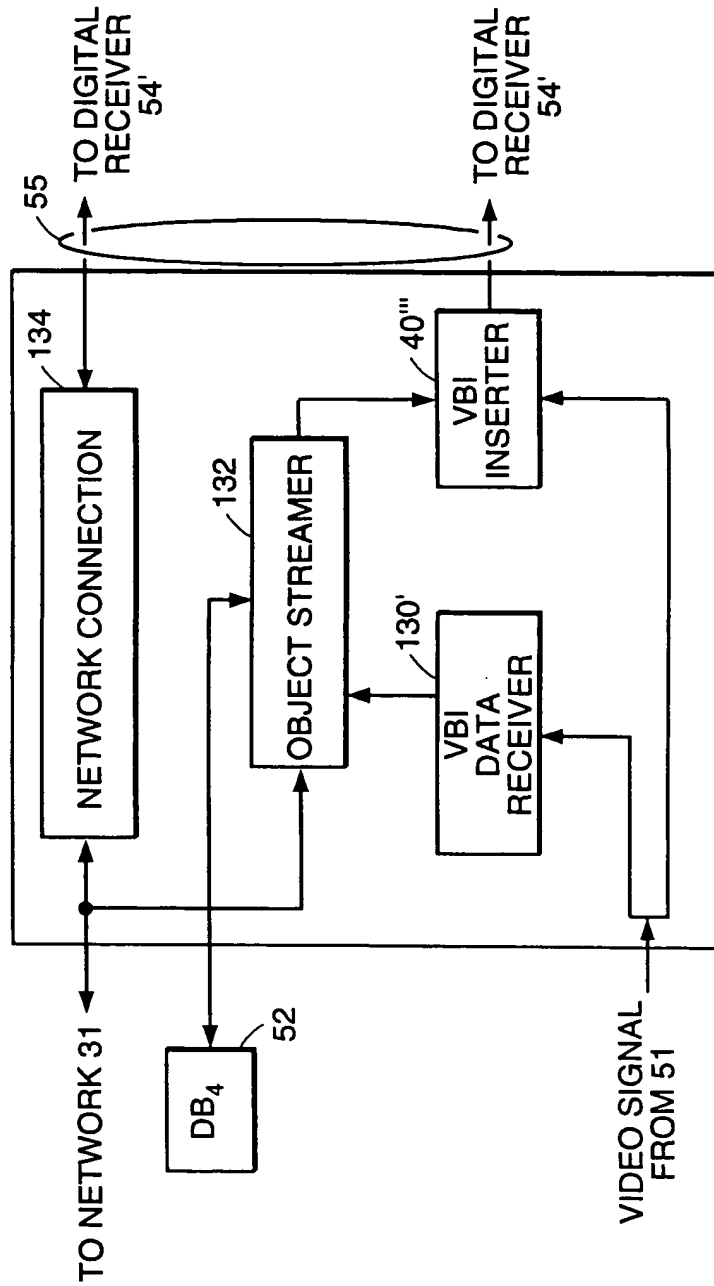 TO NETWORK 31
134
NETWORK CONNECTION
55
TO DIGITAL
RECEIVER
54'
DB4
52
132
OBJECT STREAMER
130'
VBI
DATA
RECEIVER
40'''
VBI
INSERTER
TO DIGITAL
RECEIVER
54'
VIDEO SIGNAL
FROM 51